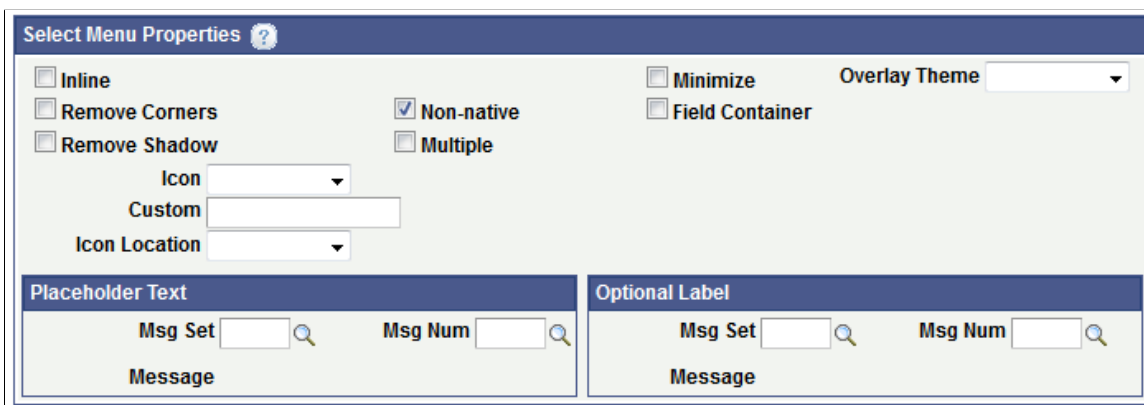 Select Menu Properties ?
Inline Minimize Overlay Theme
Remove Corners Non-native Field Container
Remove Shadow Multiple
Icon
Custom
Icon Location
Placeholder Text Optional Label
Msg Set Msg Num Msg Set Msg Num
Message Message